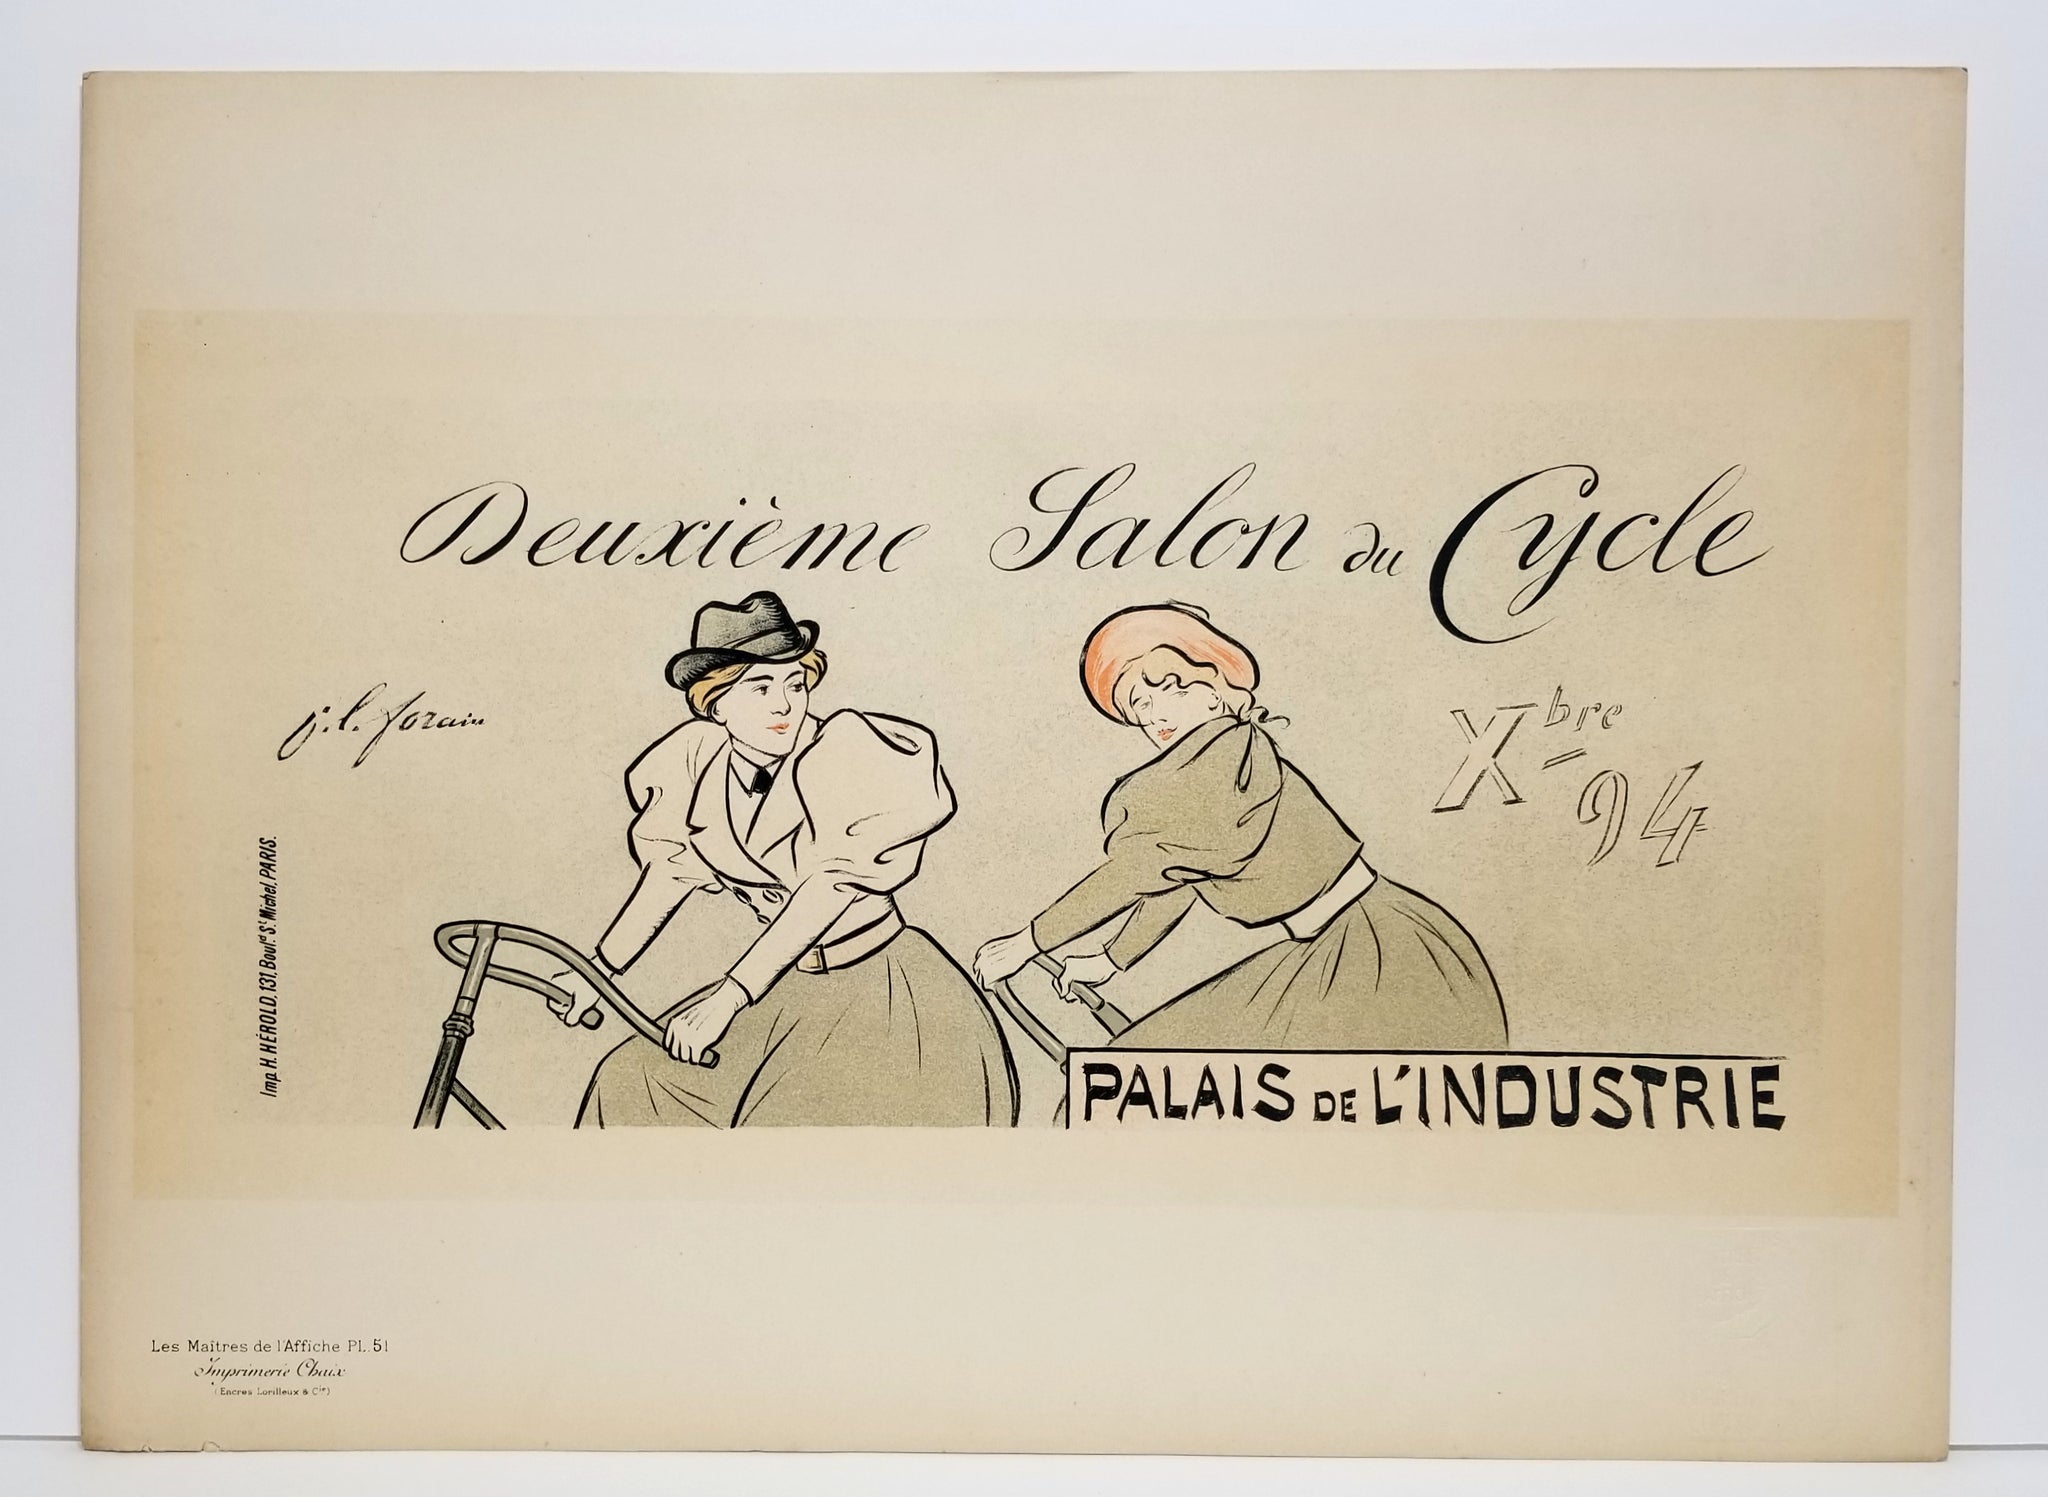 Deuxième Salon du Cycle
j. l. forain
Xbre 94
Imp. H. HÉROLD, 131, Boulᵈ Sᵗ Michel, PARIS.
PALAIS DE L'INDUSTRIE
Les Maîtres de l'Affiche PL. 51
Imprimerie Chaix
(Encres Lorilleux & Cⁱᵉ)